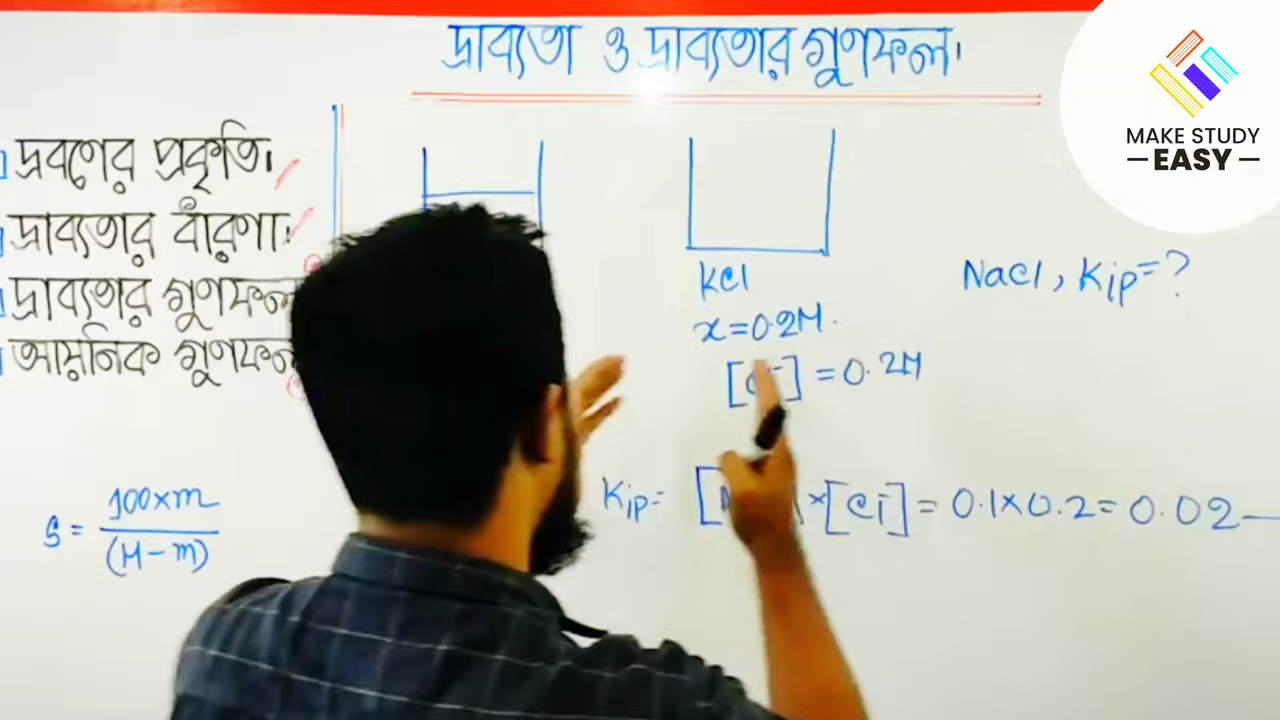 দ্রাব্যতা ও দ্রাব্যতার গুণফল।
MAKE STUDY
EASY
দ্রবণের প্রকৃতি।
দ্রাব্যতার ধারণা।
দ্রাব্যতার গুণফল
আয়নিক গুণফল
KCl
x = 0.2M.
= 0.2M
NaCl, Kip = ?
S = 100×m / (M-m)
Kip = × [Cl-] = 0.1×0.2 = 0.02